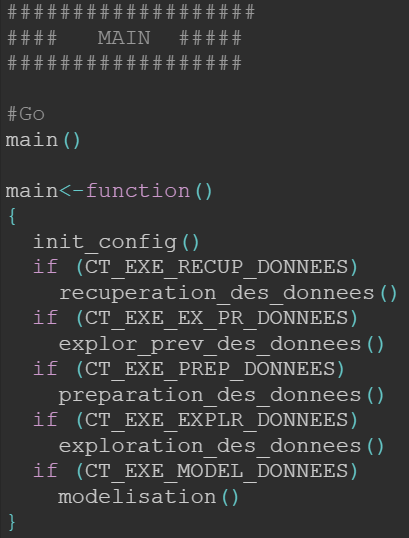 ###################
####   MAIN  #####
##################

#Go
main()

main<-function()
{
  init_config()
  if (CT_EXE_RECUP_DONNEES)
    recuperation_des_donnees()
  if (CT_EXE_EX_PR_DONNEES)
    explor_prev_des_donnees()
  if (CT_EXE_PREP_DONNEES)
    preparation_des_donnees()
  if (CT_EXE_EXPLR_DONNEES)
    exploration_des_donnees()
  if (CT_EXE_MODEL_DONNEES)
    modelisation()
}